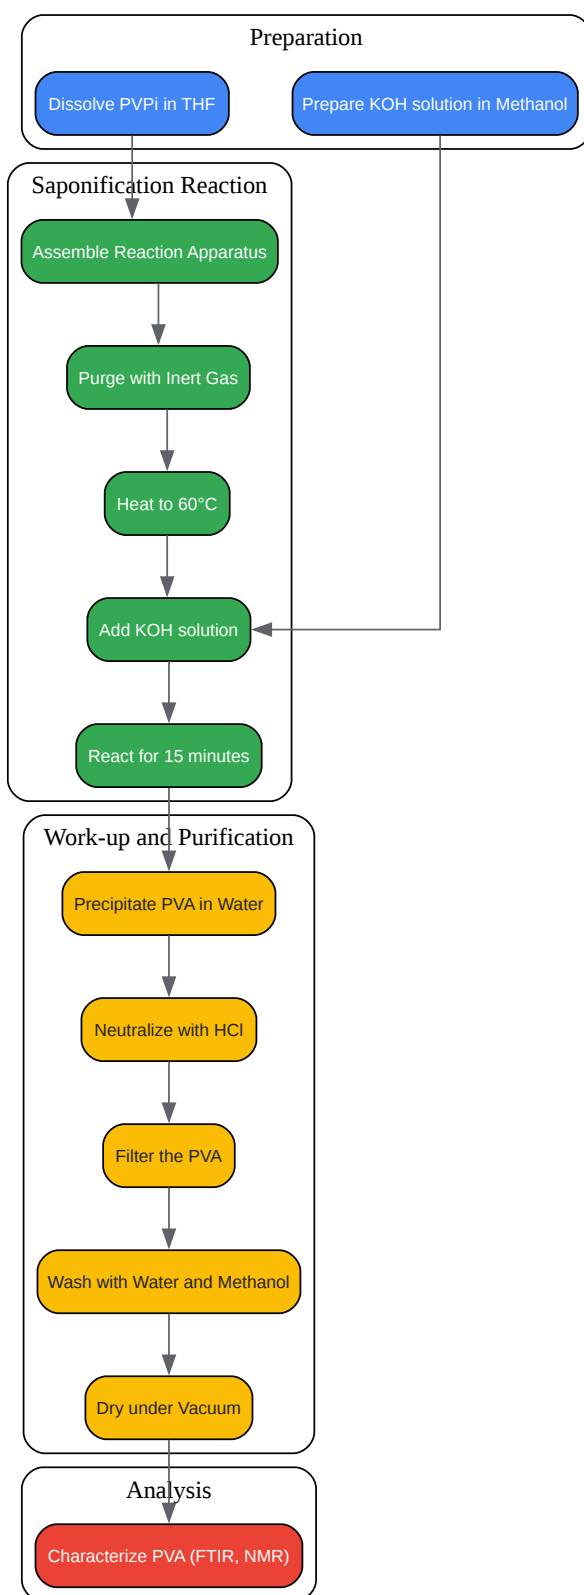 Preparation
Dissolve PVPi in THF
Prepare KOH solution in Methanol
Saponification Reaction
Assemble Reaction Apparatus
Purge with Inert Gas
Heat to 60°C
Add KOH solution
React for 15 minutes
Work-up and Purification
Precipitate PVA in Water
Neutralize with HCl
Filter the PVA
Wash with Water and Methanol
Dry under Vacuum
Analysis
Characterize PVA (FTIR, NMR)